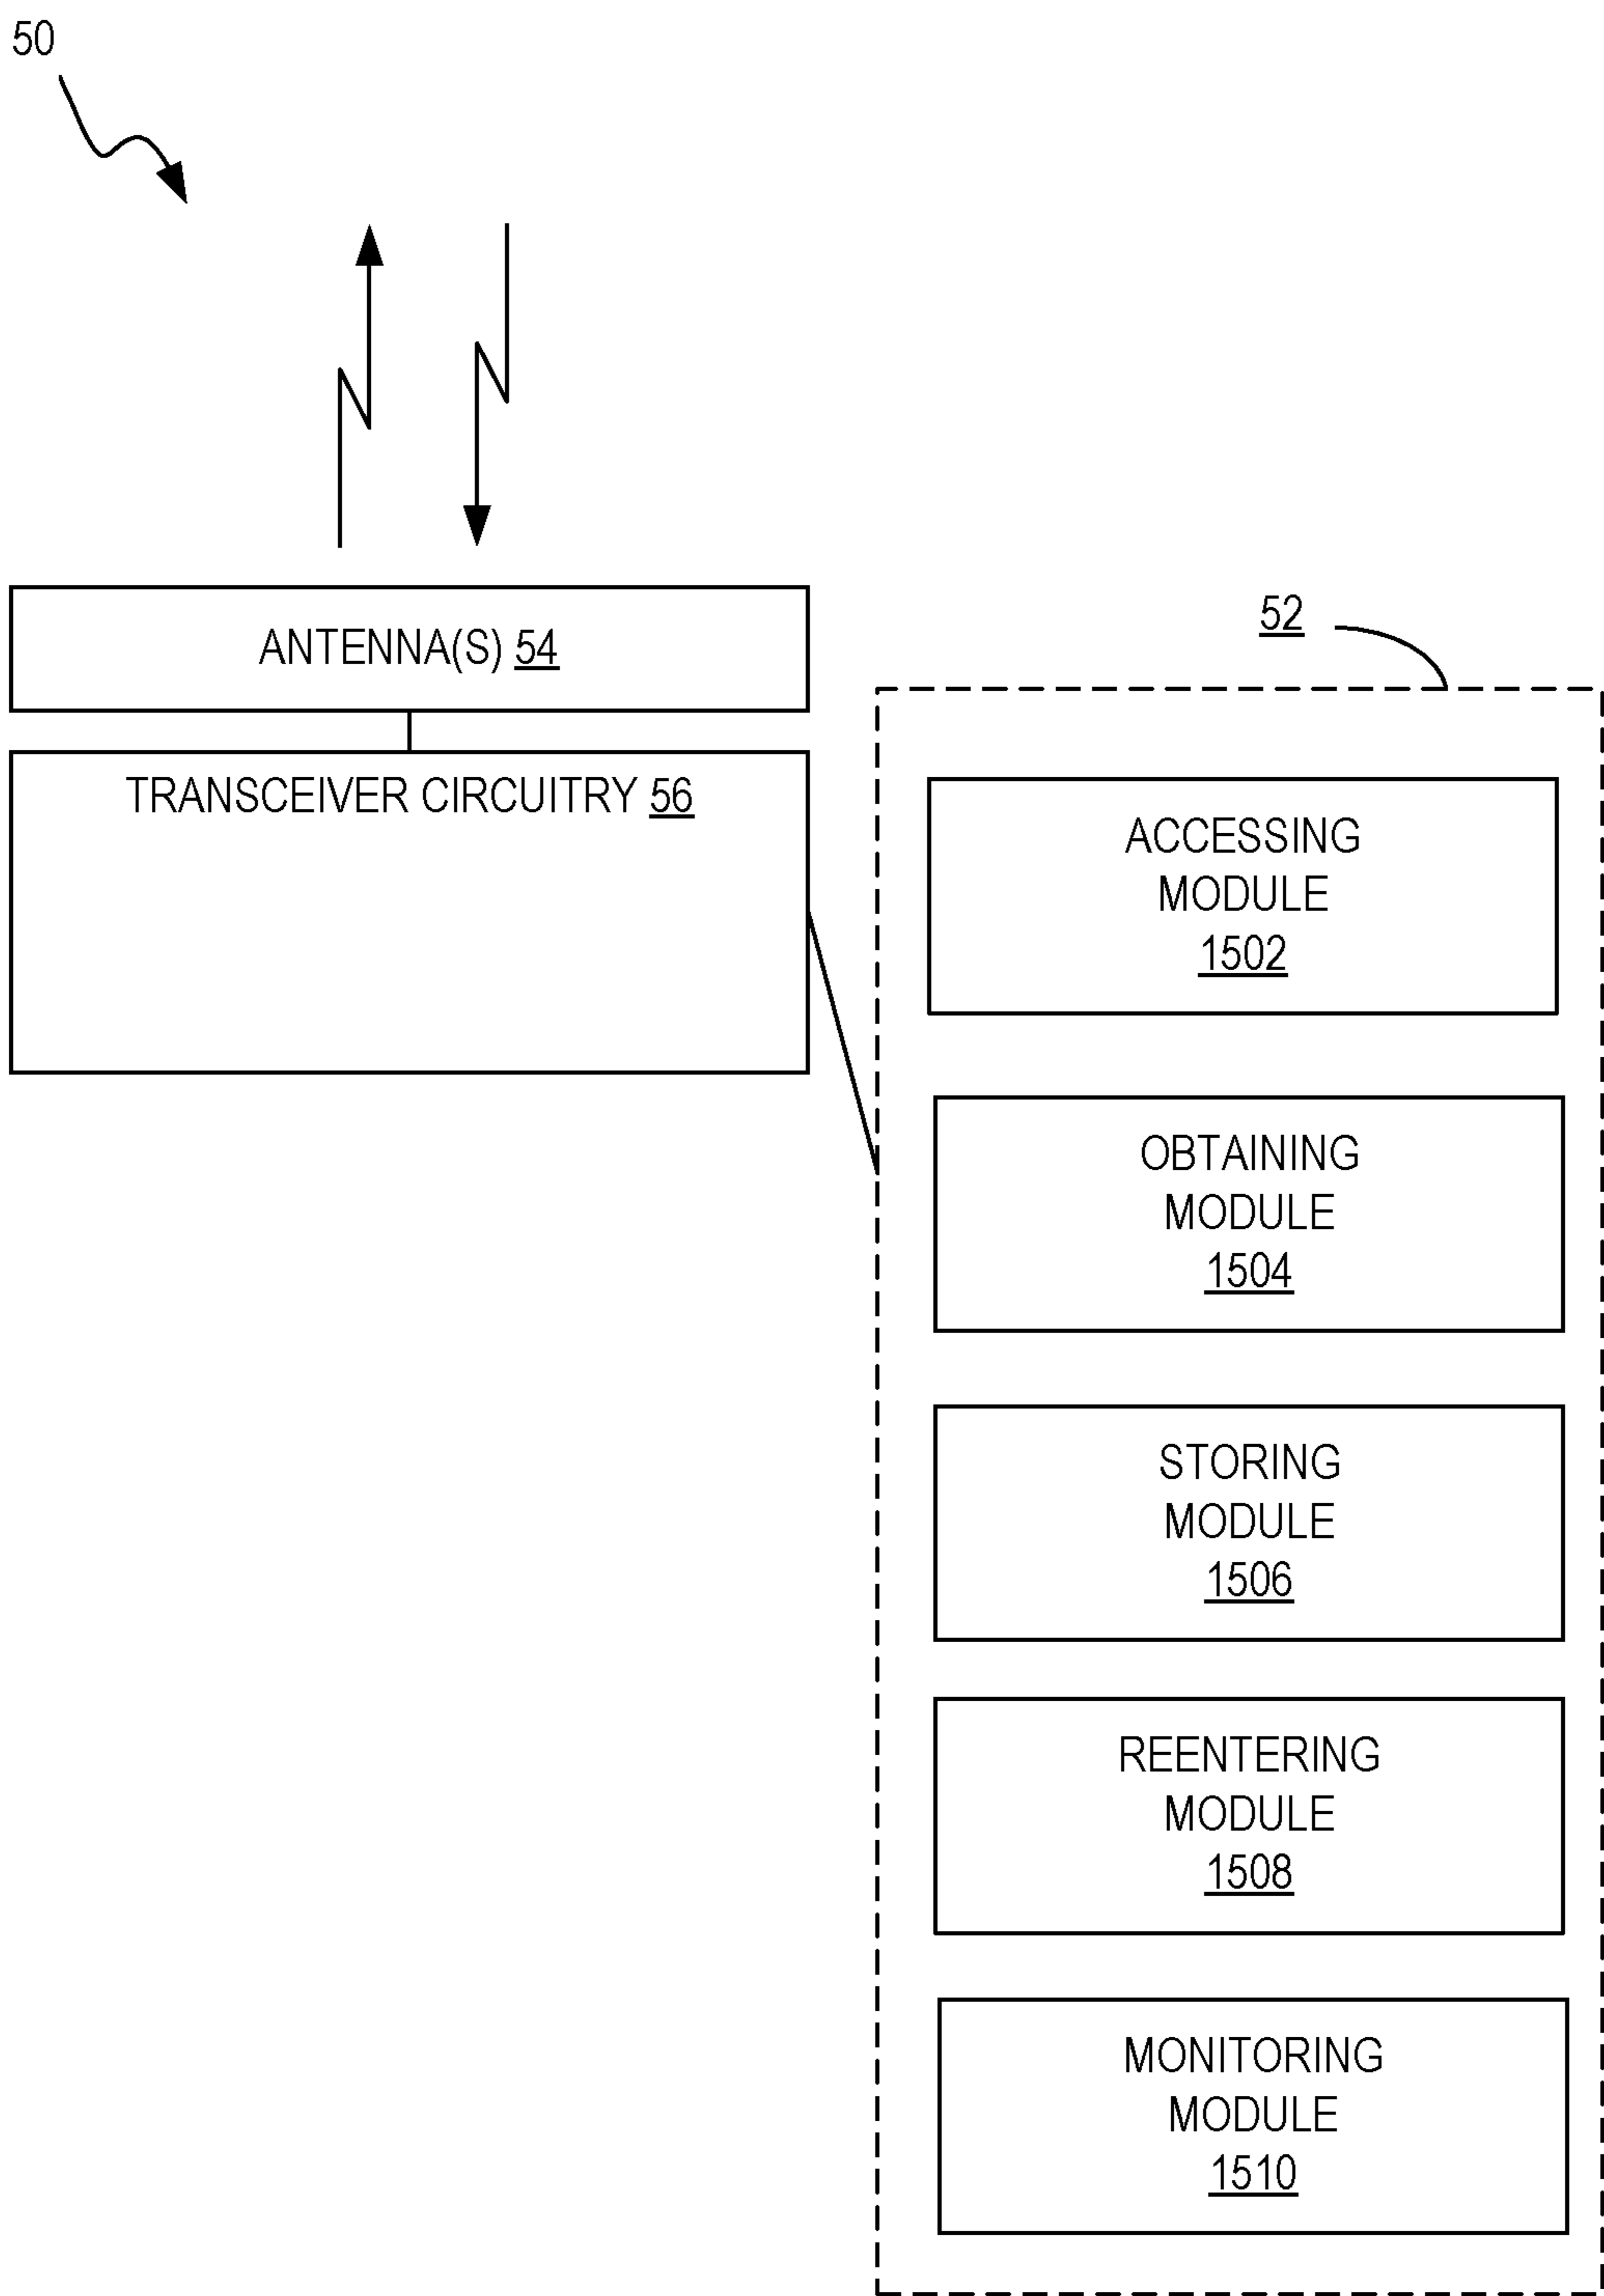 50
ANTENNA(S) 54
52
TRANSCEIVER CIRCUITRY 56
ACCESSING
MODULE
1502
OBTAINING
MODULE
1504
STORING
MODULE
1506
REENTERING
MODULE
1508
MONITORING
MODULE
1510